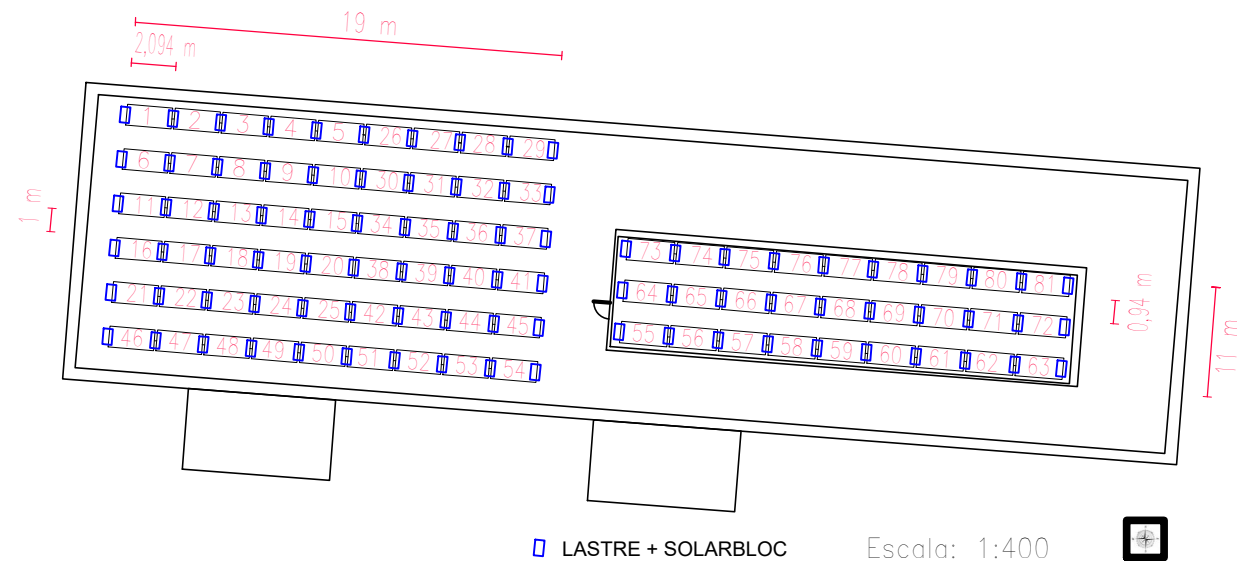 19 m
2,094 m
1 2 3 4 5 26 27 28 29
6 7 8 9 10 30 31 32 33
1 m
11 12 13 14 15 34 35 36 37
16 17 18 19 20 38 39 40 41
21 22 23 24 25 42 43 44 45
46 47 48 49 50 51 52 53 54
73 74 75 76 77 78 79 80 81
64 65 66 67 68 69 70 71 72
55 56 57 58 59 60 61 62 63
0,94 m
11 m
LASTRE + SOLARBLOC
Escala: 1:400